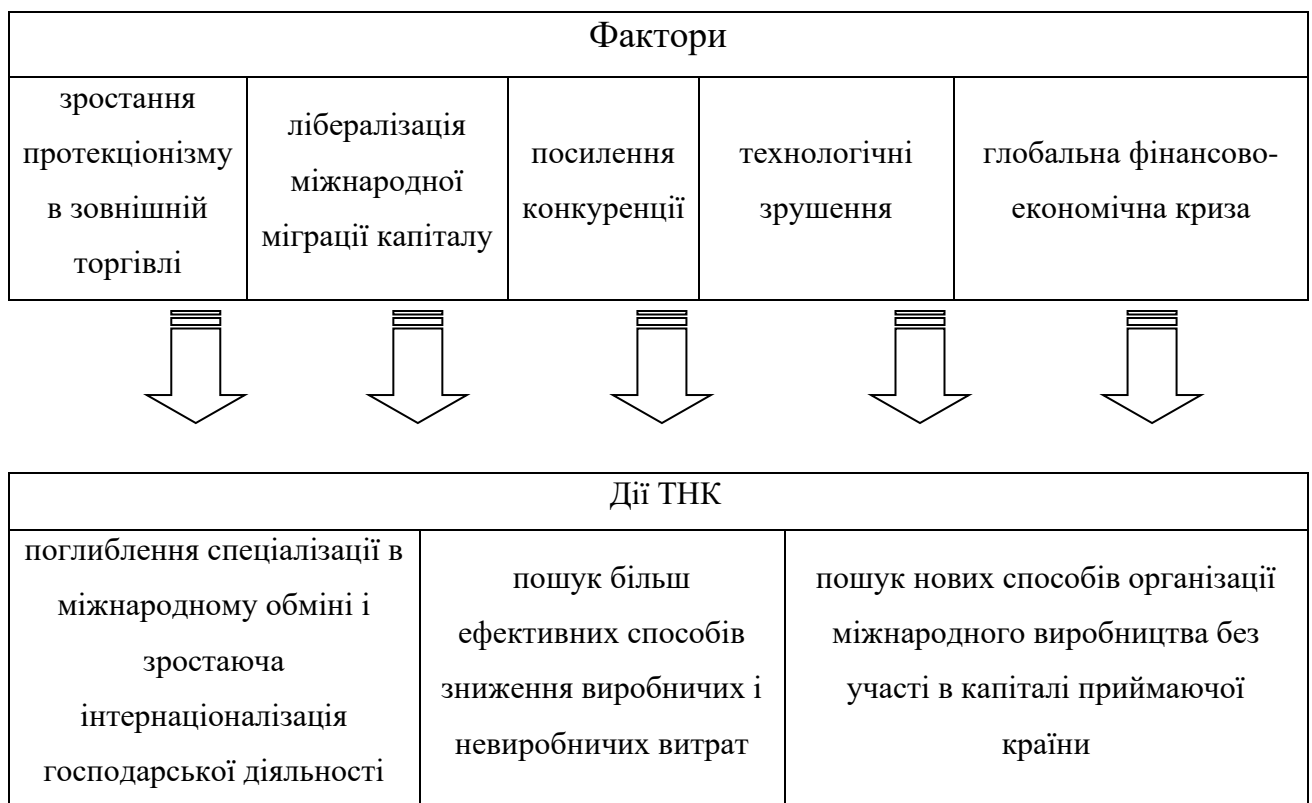 Фактори
зростання
протекціонізму
в зовнішній
торгівлі
лібералізація
міжнародної
міграції капіталу
посилення
конкуренції
технологічні
зрушення
глобальна фінансово-
економічна криза
Дії ТНК
поглиблення спеціалізації в
міжнародному обміні і
зростаюча
інтернаціоналізація
господарської діяльності
пошук більш
ефективних способів
зниження виробничих і
невиробничих витрат
пошук нових способів організації
міжнародного виробництва без
участі в капіталі приймаючої
країни